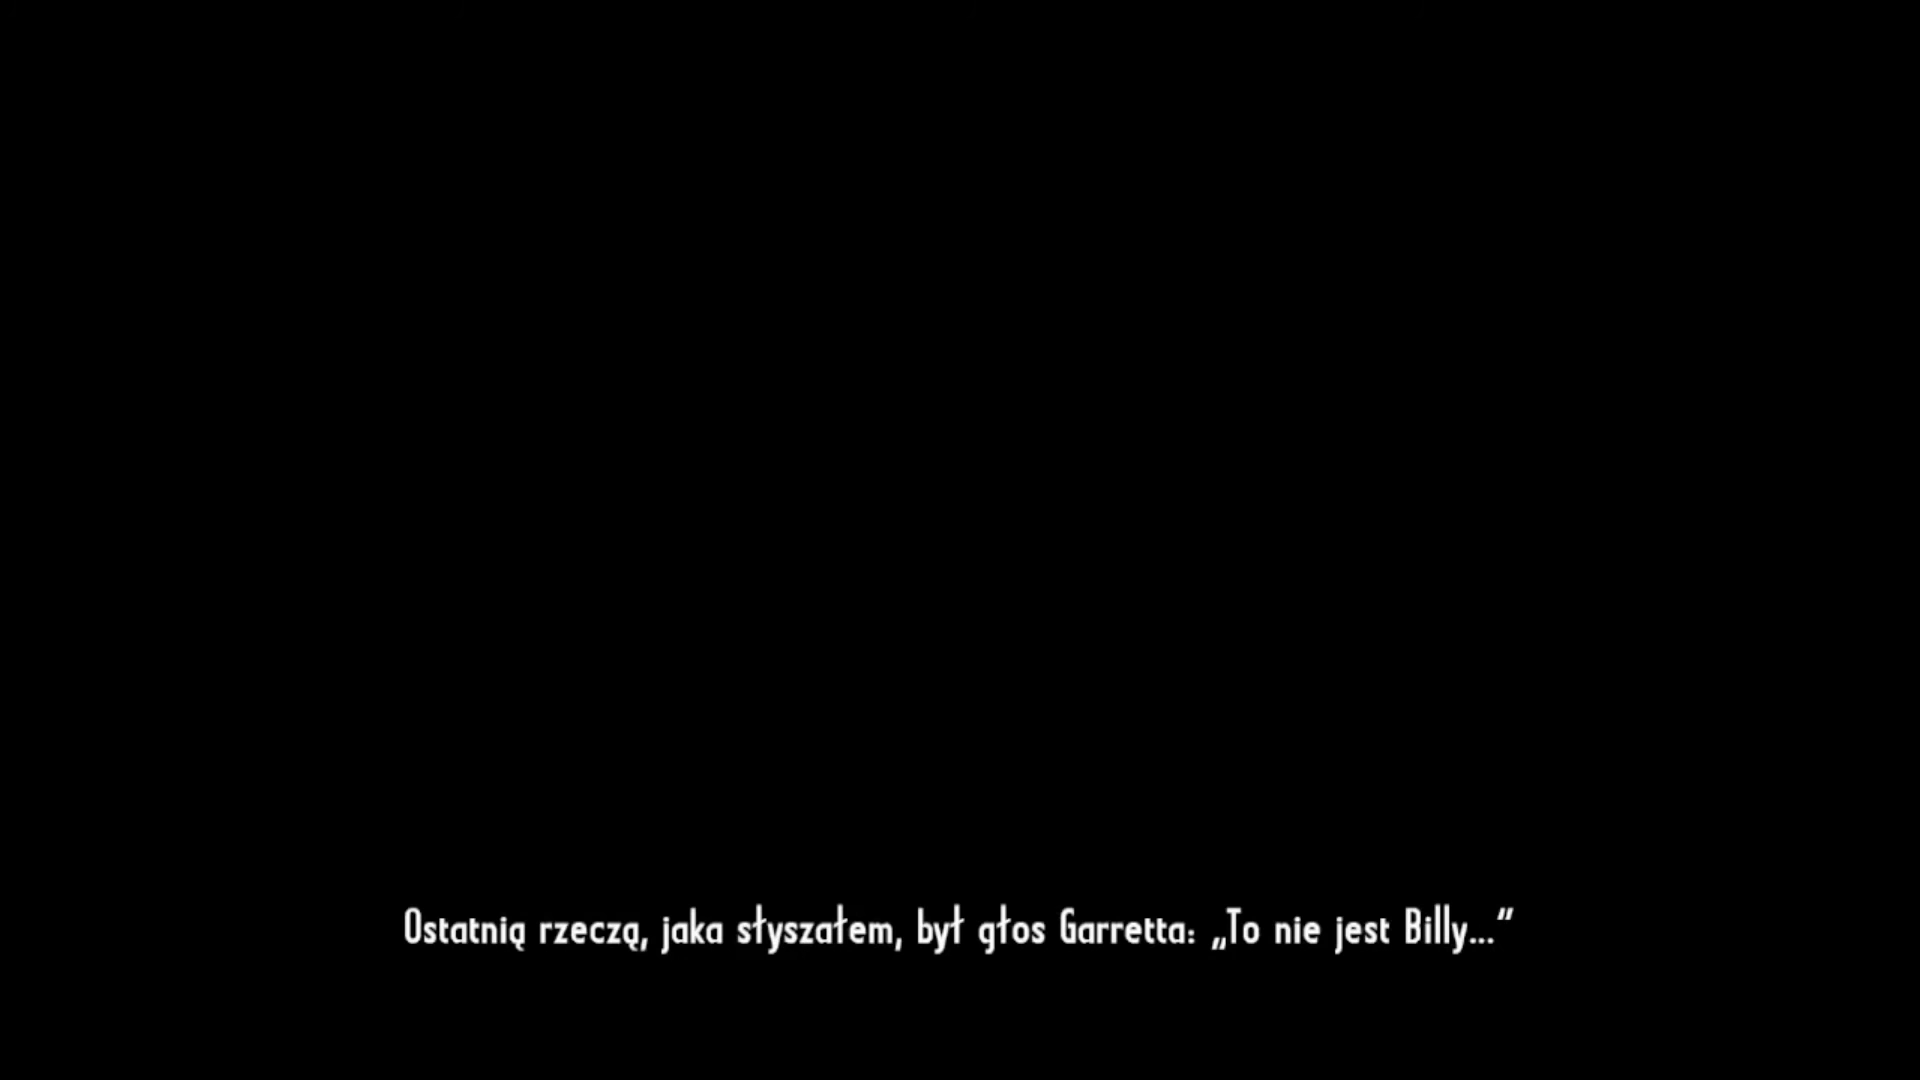 Ostatnią rzeczą, jaka słyszałem, był głos Garretta: „To nie jest Billy...”